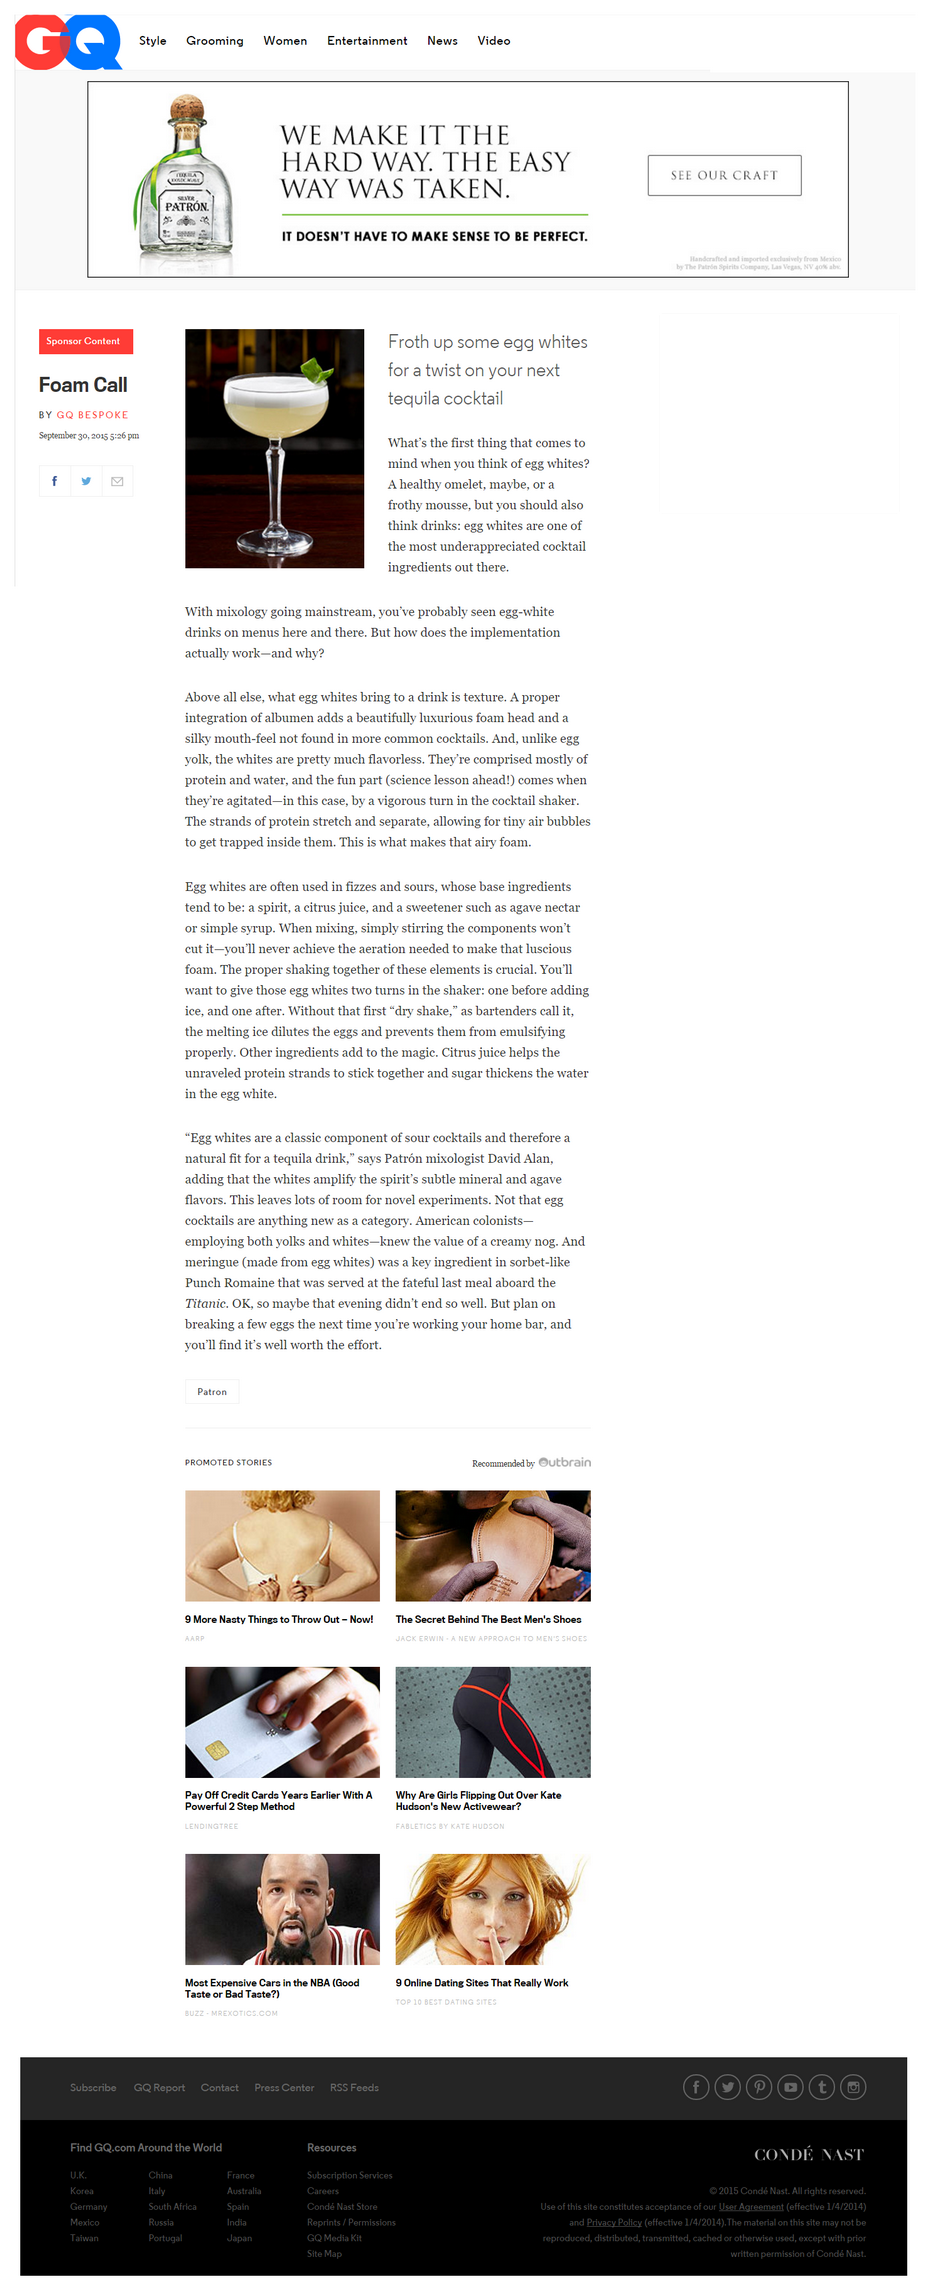 GQ
Style Grooming Women Entertainment News Video
TEQUILA
SILVER
PATRÓN.
WE MAKE IT THE
HARD WAY. THE EASY
WAY WAS TAKEN.
IT DOESN'T HAVE TO MAKE SENSE TO BE PERFECT.
SEE OUR CRAFT
Handcrafted and imported exclusively from Mexico
by The Patrón Spirits Company, Las Vegas, NV 40% abv.
Sponsor Content
Foam Call
BY GQ BESPOKE
September 30, 2015 5:26 pm
Froth up some egg whites
for a twist on your next
tequila cocktail
What's the first thing that comes to
mind when you think of egg whites?
A healthy omelet, maybe, or a
frothy mousse, but you should also
think drinks: egg whites are one of
the most underappreciated cocktail
ingredients out there.
With mixology going mainstream, you've probably seen egg-white
drinks on menus here and there. But how does the implementation
actually work—and why?
Above all else, what egg whites bring to a drink is texture. A proper
integration of albumen adds a beautifully luxurious foam head and a
silky mouth-feel not found in more common cocktails. And, unlike egg
yolk, the whites are pretty much flavorless. They're comprised mostly of
protein and water, and the fun part (science lesson ahead!) comes when
they're agitated—in this case, by a vigorous turn in the cocktail shaker.
The strands of protein stretch and separate, allowing for tiny air bubbles
to get trapped inside them. This is what makes that airy foam.
Egg whites are often used in fizzes and sours, whose base ingredients
tend to be: a spirit, a citrus juice, and a sweetener such as agave nectar
or simple syrup. When mixing, simply stirring the components won't
cut it—you'll never achieve the aeration needed to make that luscious
foam. The proper shaking together of these elements is crucial. You'll
want to give those egg whites two turns in the shaker: one before adding
ice, and one after. Without that first “dry shake,” as bartenders call it,
the melting ice dilutes the eggs and prevents them from emulsifying
properly. Other ingredients add to the magic. Citrus juice helps the
unraveled protein strands to stick together and sugar thickens the water
in the egg white.
“Egg whites are a classic component of sour cocktails and therefore a
natural fit for a tequila drink,” says Patrón mixologist David Alan,
adding that the whites amplify the spirit's subtle mineral and agave
flavors. This leaves lots of room for novel experiments. Not that egg
cocktails are anything new as a category. American colonists—
employing both yolks and whites—knew the value of a creamy nog. And
meringue (made from egg whites) was a key ingredient in sorbet-like
Punch Romaine that was served at the fateful last meal aboard the
Titanic. OK, so maybe that evening didn't end so well. But plan on
breaking a few eggs the next time you're working your home bar, and
you'll find it's well worth the effort.
Patron
PROMOTED STORIES
Recommended by Outbrain
9 More Nasty Things to Throw Out – Now!
AARP
The Secret Behind The Best Men's Shoes
JACK ERWIN - A NEW APPROACH TO MEN'S SHOES
Pay Off Credit Cards Years Earlier With A
Powerful 2 Step Method
LENDINGTREE
Why Are Girls Flipping Out Over Kate
Hudson's New Activewear?
FABLETICS BY KATE HUDSON
Most Expensive Cars in the NBA (Good
Taste or Bad Taste?)
BUZZ - MREXOTICS.COM
9 Online Dating Sites That Really Work
TOP 10 BEST DATING SITES
Subscribe GQ Report Contact Press Center RSS Feeds
Find GQ.com Around the World
U.K. China France
Korea Italy Australia
Germany South Africa Spain
Mexico Russia India
Taiwan Portugal Japan
Resources
Subscription Services
Careers
Condé Nast Store
Reprints / Permissions
GQ Media Kit
Site Map
CONDÉ NAST
© 2015 Condé Nast. All rights reserved.
Use of this site constitutes acceptance of our User Agreement (effective 1/4/2014)
and Privacy Policy (effective 1/4/2014).The material on this site may not be
reproduced, distributed, transmitted, cached or otherwise used, except with prior
written permission of Condé Nast.